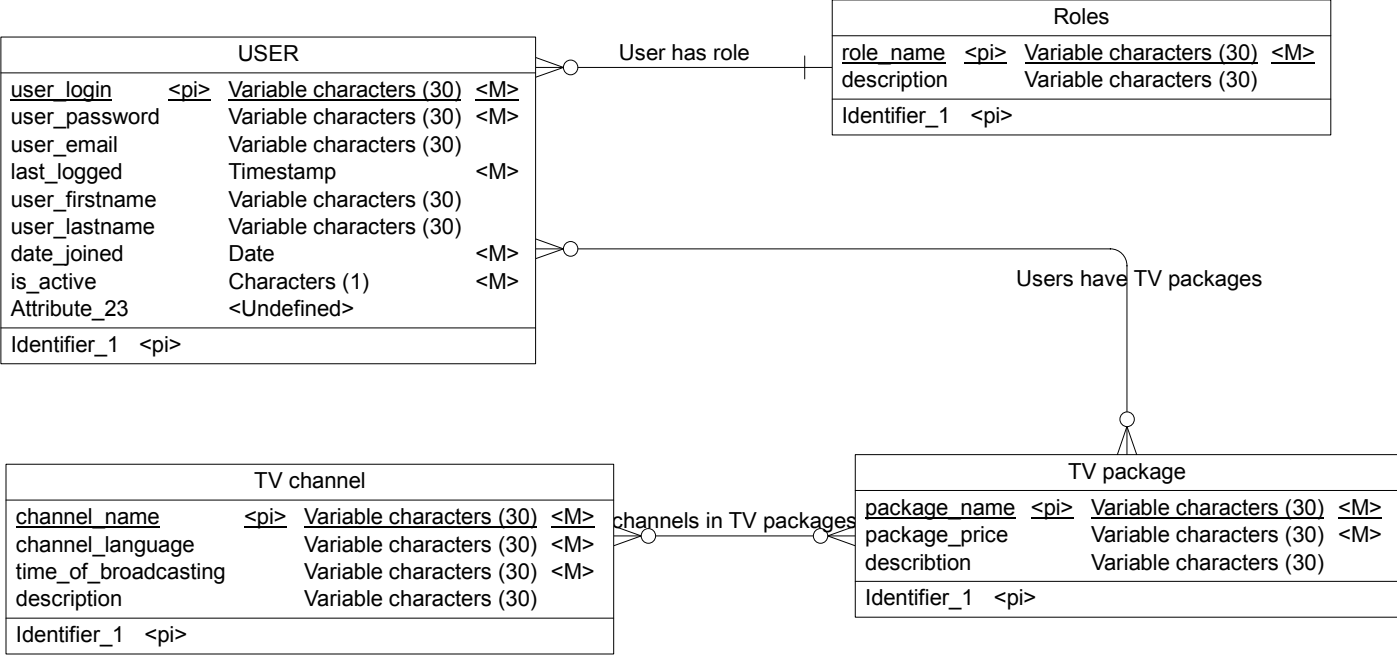 Roles
role_name <pi> Variable characters (30) <M>
description Variable characters (30)
Identifier_1 <pi>
User has role
USER
user_login <pi> Variable characters (30) <M>
user_password Variable characters (30) <M>
user_email Variable characters (30)
last_logged Timestamp <M>
user_firstname Variable characters (30)
user_lastname Variable characters (30)
date_joined Date <M>
is_active Characters (1) <M>
Attribute_23 <Undefined>
Identifier_1 <pi>
Users have TV packages
TV channel
channel_name <pi> Variable characters (30) <M>
channel_language Variable characters (30) <M>
time_of_broadcasting Variable characters (30) <M>
description Variable characters (30)
Identifier_1 <pi>
channels in TV packages
TV package
package_name <pi> Variable characters (30) <M>
package_price Variable characters (30) <M>
describtion Variable characters (30)
Identifier_1 <pi>